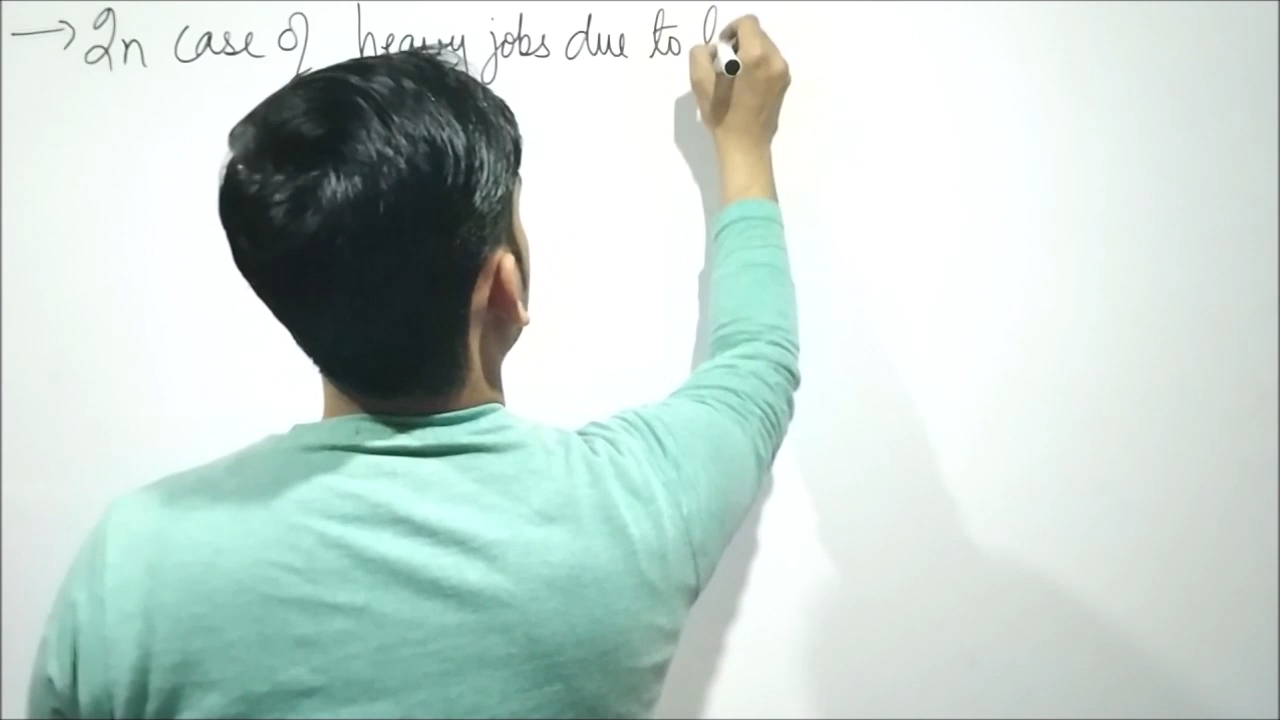 → In case of heavy jobs due to